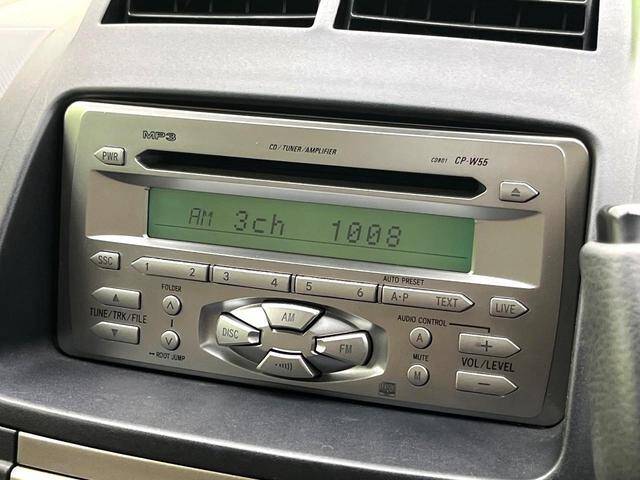 MP3
CD/TUNER/AMPLIFIER
CD801 CP-W55
PWR
AM 3ch 1008
SSC
1 2 3 4 5 6
AUTO PRESET
A·P TEXT
LIVE
FOLDER
TUNE/TRK/FILE
ROOT JUMP
AM
DISC
FM
AUDIO CONTROL
A
MUTE
M
+
VOL/LEVEL
-